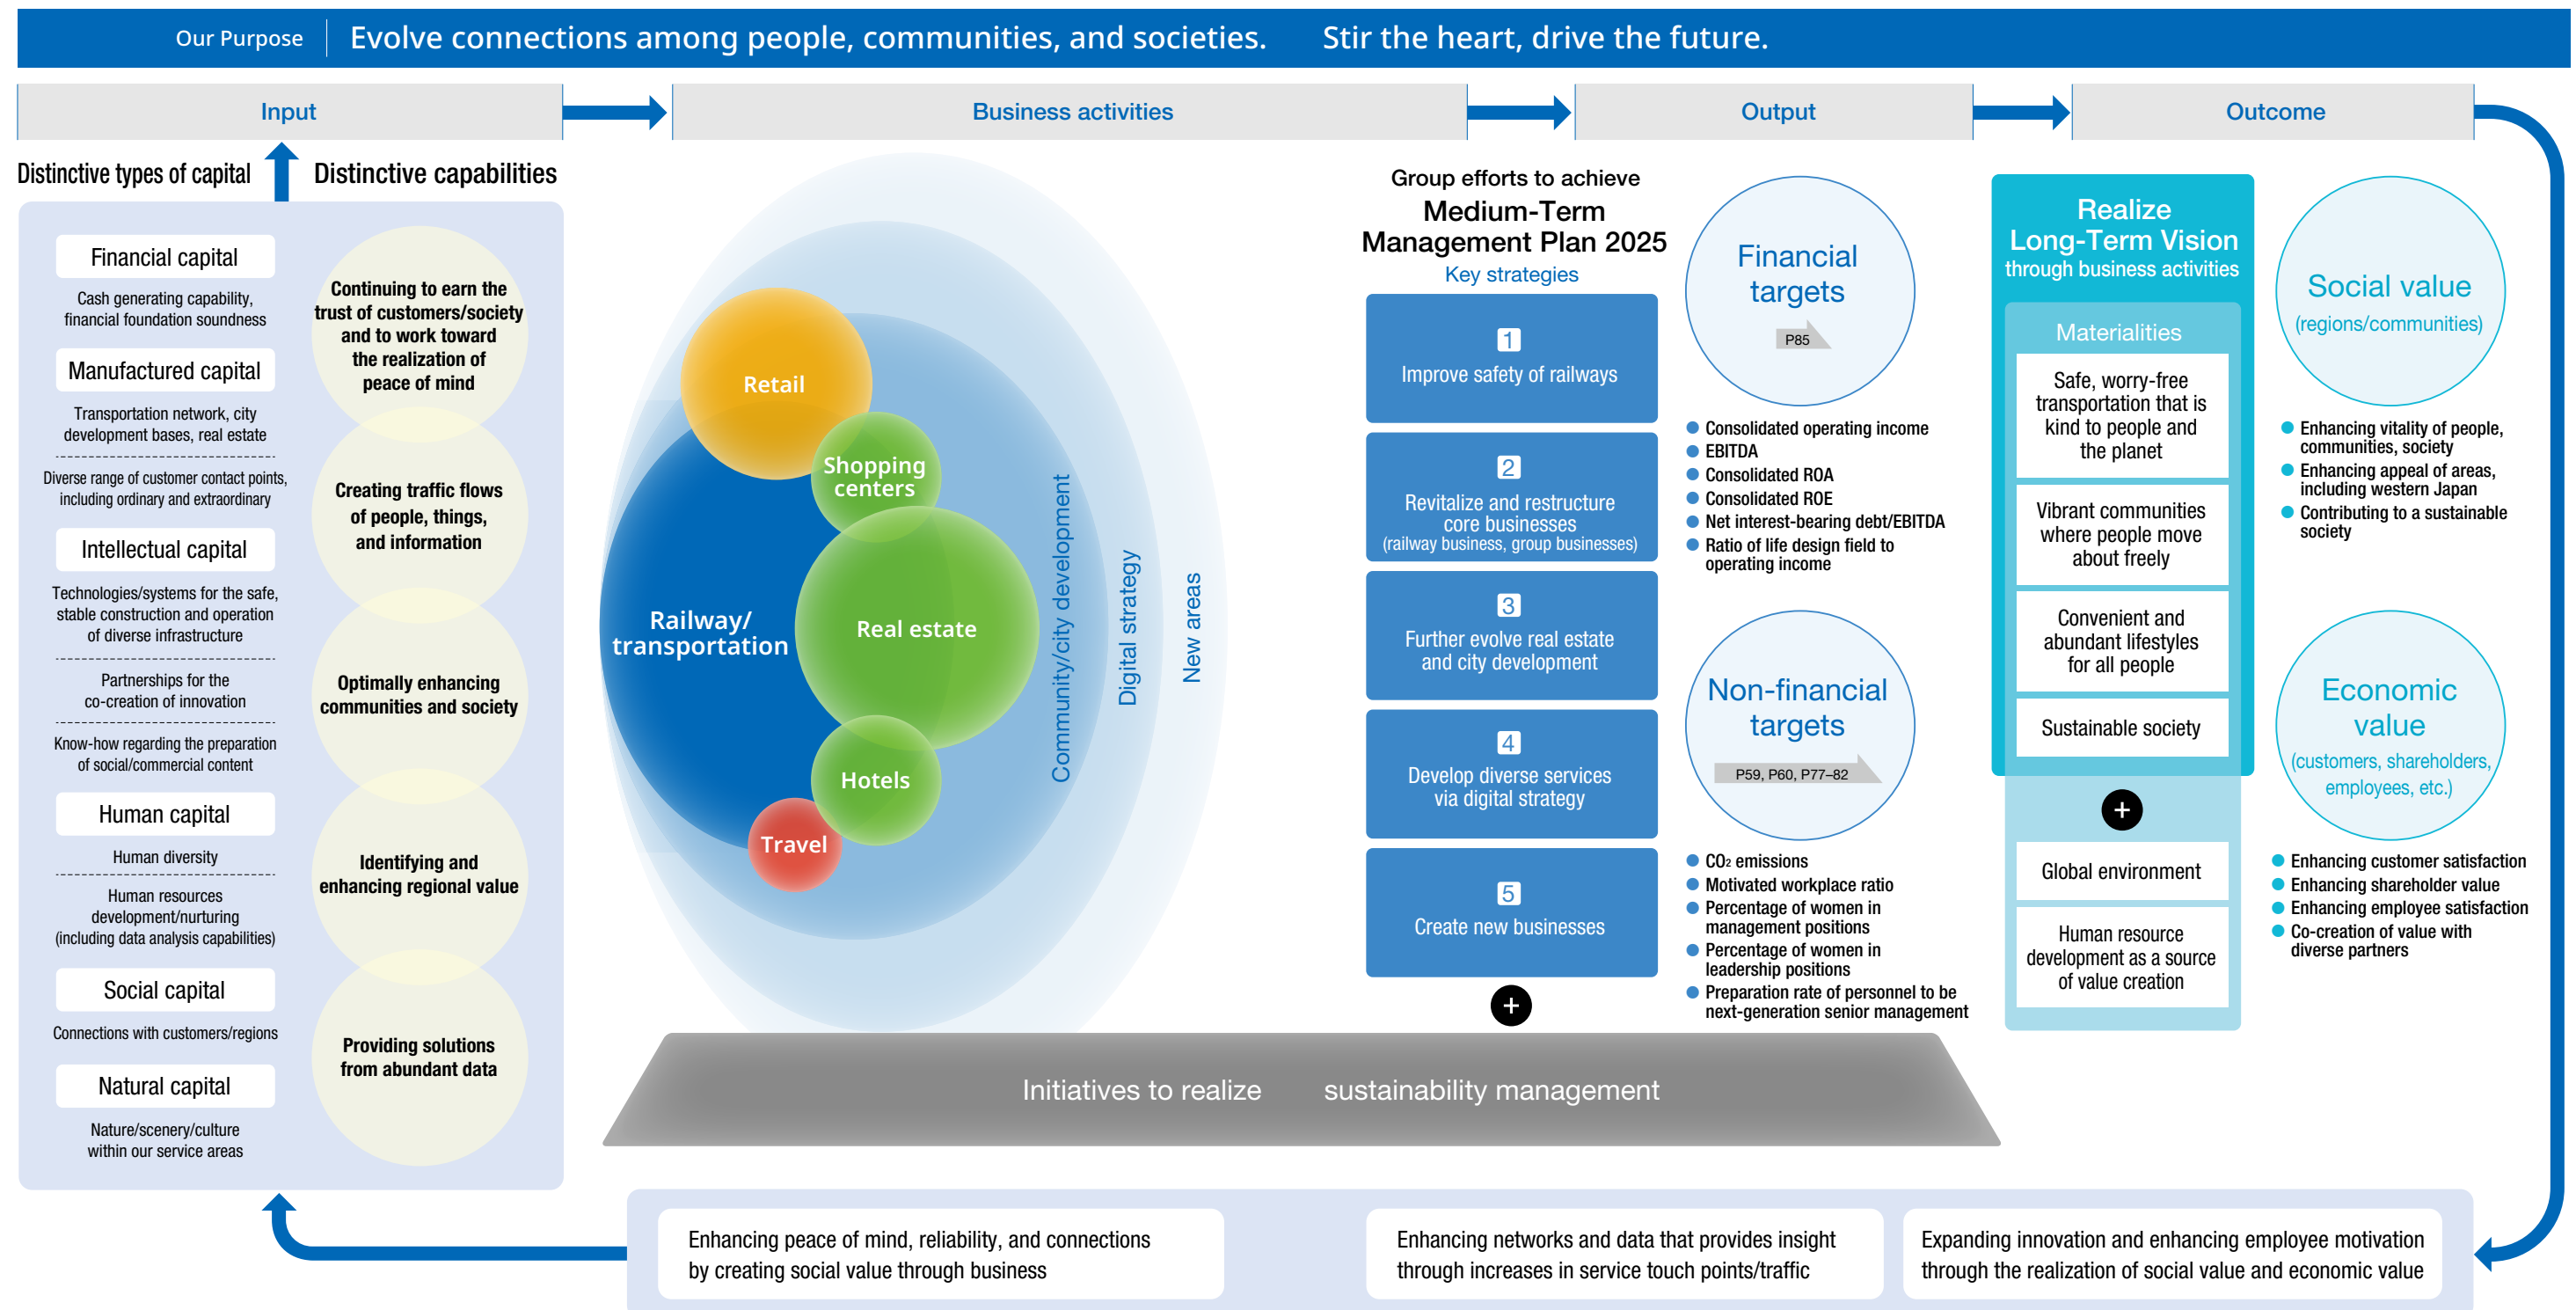 Our Purpose
Evolve connections among people, communities, and societies. Stir the heart, drive the future.
Input
Business activities
Output
Outcome
Distinctive types of capital
Distinctive capabilities
Financial capital
Cash generating capability,
financial foundation soundness
Manufactured capital
Transportation network, city
development bases, real estate
Diverse range of customer contact points,
including ordinary and extraordinary
Intellectual capital
Technologies/systems for the safe,
stable construction and operation
of diverse infrastructure
Partnerships for the
co-creation of innovation
Know-how regarding the preparation
of social/commercial content
Human capital
Human diversity
Human resources
development/nurturing
(including data analysis capabilities)
Social capital
Connections with customers/regions
Natural capital
Nature/scenery/culture
within our service areas
Continuing to earn the
trust of customers/society
and to work toward
the realization of
peace of mind
Creating traffic flows
of people, things,
and information
Optimally enhancing
communities and society
Identifying and
enhancing regional value
Providing solutions
from abundant data
Retail
Shopping
centers
Railway/
transportation
Real estate
Hotels
Travel
Community/city development
Digital strategy
New areas
Group efforts to achieve
Medium-Term
Management Plan 2025
Key strategies
1
Improve safety of railways
2
Revitalize and restructure
core businesses
(railway business, group businesses)
3
Further evolve real estate
and city development
4
Develop diverse services
via digital strategy
5
Create new businesses
+
Initiatives to realize sustainability management
Financial
targets
P85
● Consolidated operating income
● EBITDA
● Consolidated ROA
● Consolidated ROE
● Net interest-bearing debt/EBITDA
● Ratio of life design field to
operating income
Non-financial
targets
P59, P60, P77–82
● CO2 emissions
● Motivated workplace ratio
● Percentage of women in
management positions
● Percentage of women in
leadership positions
● Preparation rate of personnel to be
next-generation senior management
Realize
Long-Term Vision
through business activities
Materialities
Safe, worry-free
transportation that is
kind to people and
the planet
Vibrant communities
where people move
about freely
Convenient and
abundant lifestyles
for all people
Sustainable society
+
Global environment
Human resource
development as a source
of value creation
Social value
(regions/communities)
● Enhancing vitality of people,
communities, society
● Enhancing appeal of areas,
including western Japan
● Contributing to a sustainable
society
Economic
value
(customers, shareholders,
employees, etc.)
● Enhancing customer satisfaction
● Enhancing shareholder value
● Enhancing employee satisfaction
● Co-creation of value with
diverse partners
Enhancing peace of mind, reliability, and connections
by creating social value through business
Enhancing networks and data that provides insight
through increases in service touch points/traffic
Expanding innovation and enhancing employee motivation
through the realization of social value and economic value